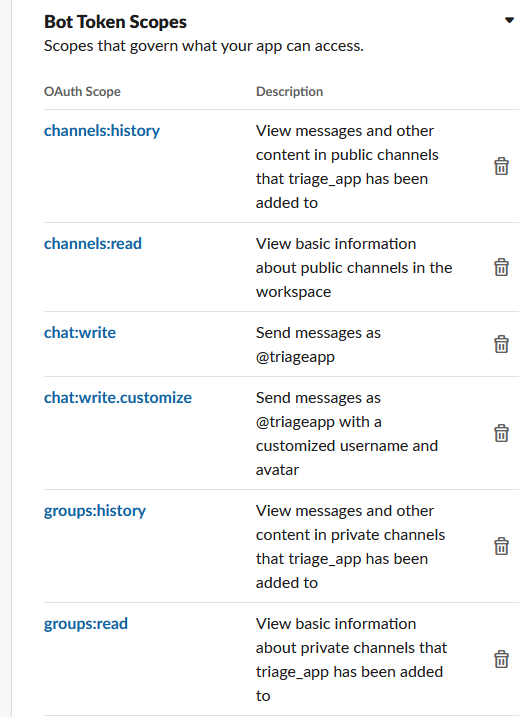 Bot Token Scopes
Scopes that govern what your app can access.
OAuth Scope Description
channels:history View messages and other
content in public channels
that triage_app has been
added to
channels:read View basic information
about public channels in the
workspace
chat:write Send messages as
@triageapp
chat:write.customize Send messages as
@triageapp with a
customized username and
avatar
groups:history View messages and other
content in private channels
that triage_app has been
added to
groups:read View basic information
about private channels that
triage_app has been added
to